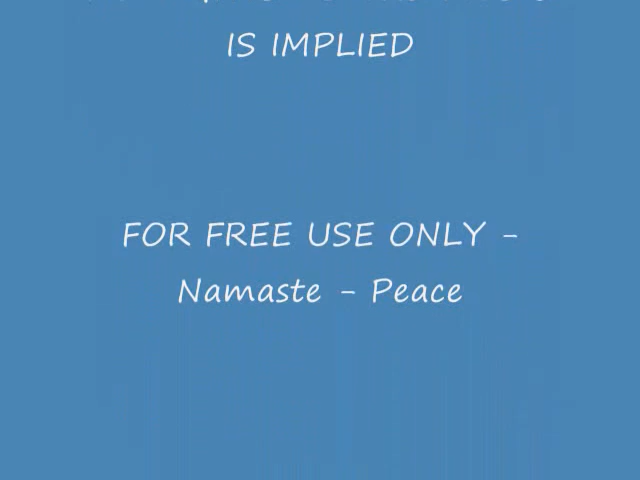 IS IMPLIED
FOR FREE USE ONLY -
Namaste - Peace